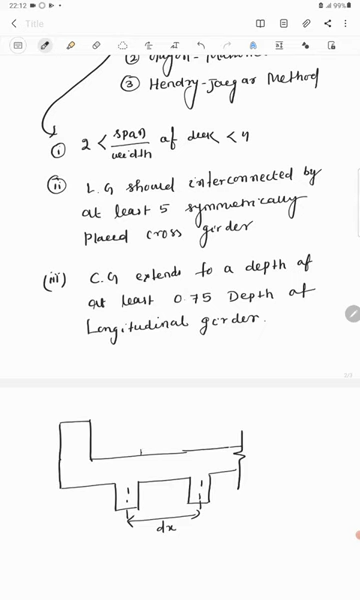 22:12
99%
Title
②
③ Hendry-Jaegar Method
ⓘ 2 < span/width of deck < 4
ⓘⓘ L.G should interconnected by
at least 5 symmetrically
Placed cross girder
(iii) C.G extends to a depth of
at least 0.75 Depth of
Longitudinal girder.
dx